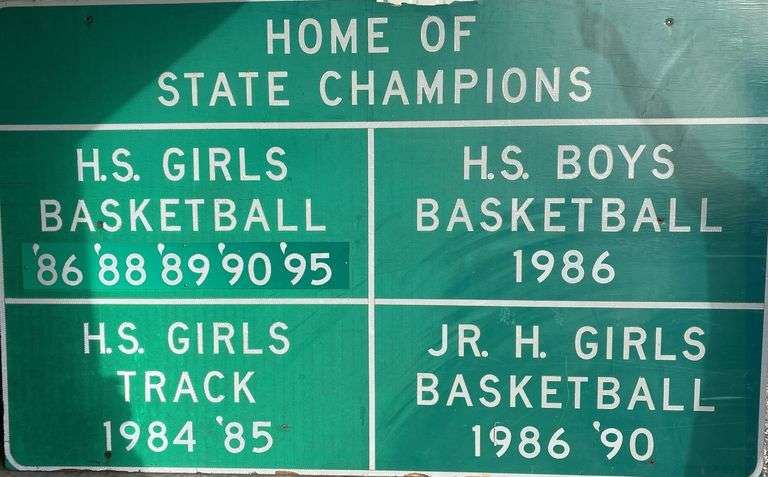 HOME OF
STATE CHAMPIONS
H.S. GIRLS
BASKETBALL
'86 '88 '89 '90 '95
H.S. BOYS
BASKETBALL
1986
H.S. GIRLS
TRACK
1984 '85
JR. H. GIRLS
BASKETBALL
1986 '90